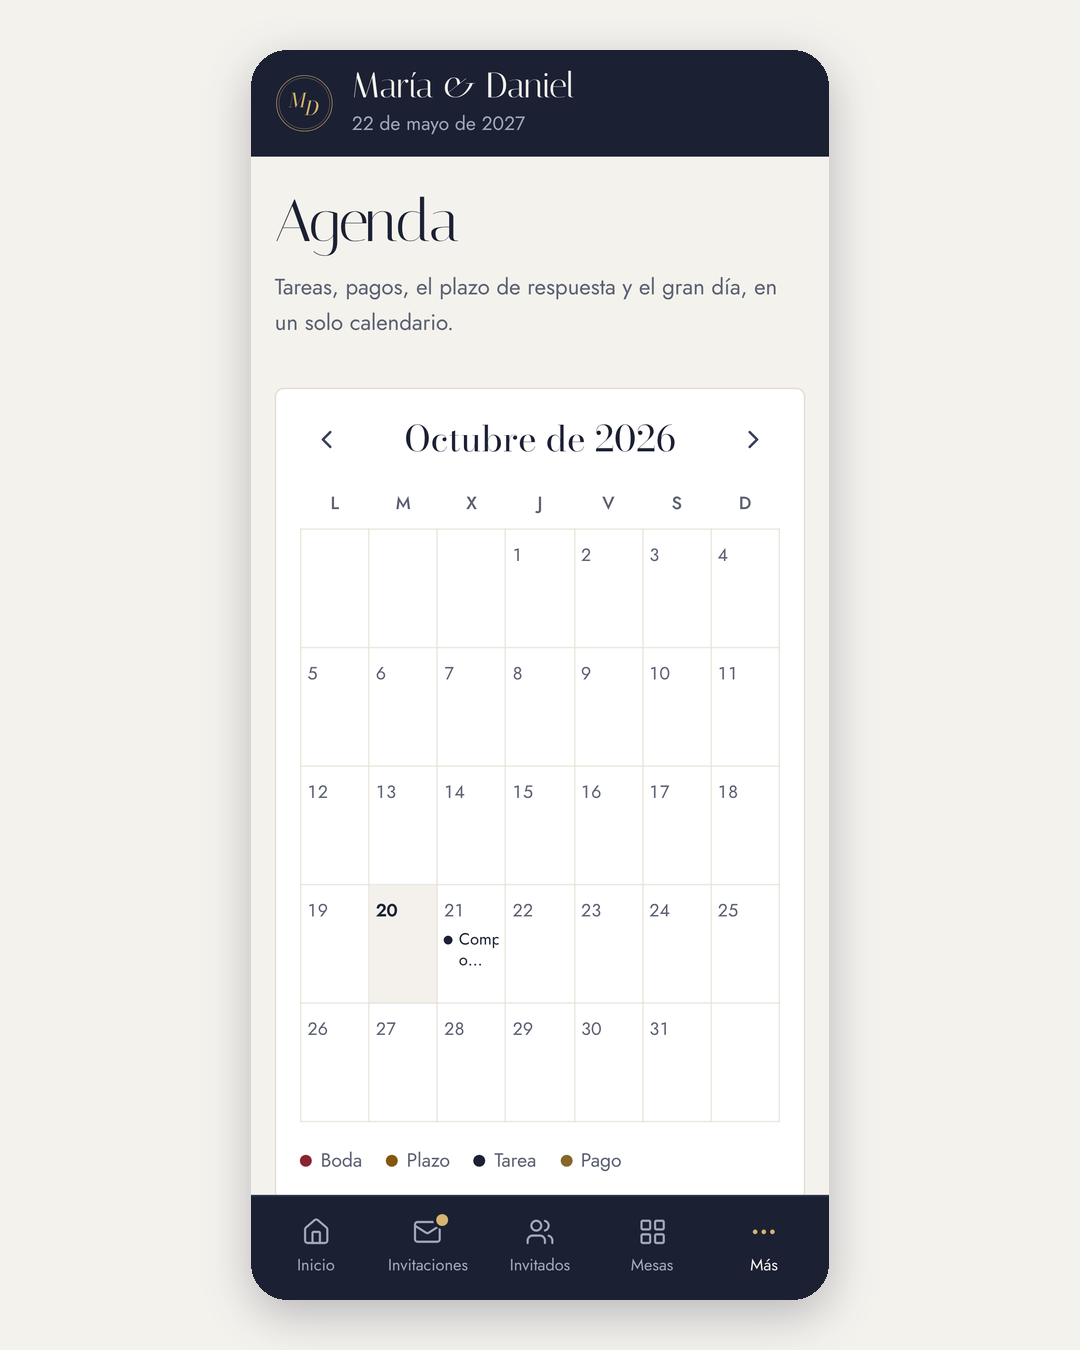 MD
María & Daniel
22 de mayo de 2027
Agenda
Tareas, pagos, el plazo de respuesta y el gran día, en
un solo calendario.
Octubre de 2026
L M X J V S D
1 2 3 4
5 6 7 8 9 10 11
12 13 14 15 16 17 18
19 20 21 22 23 24 25
Comp
o...
26 27 28 29 30 31
Boda Plazo Tarea Pago
Inicio Invitaciones Invitados Mesas Más